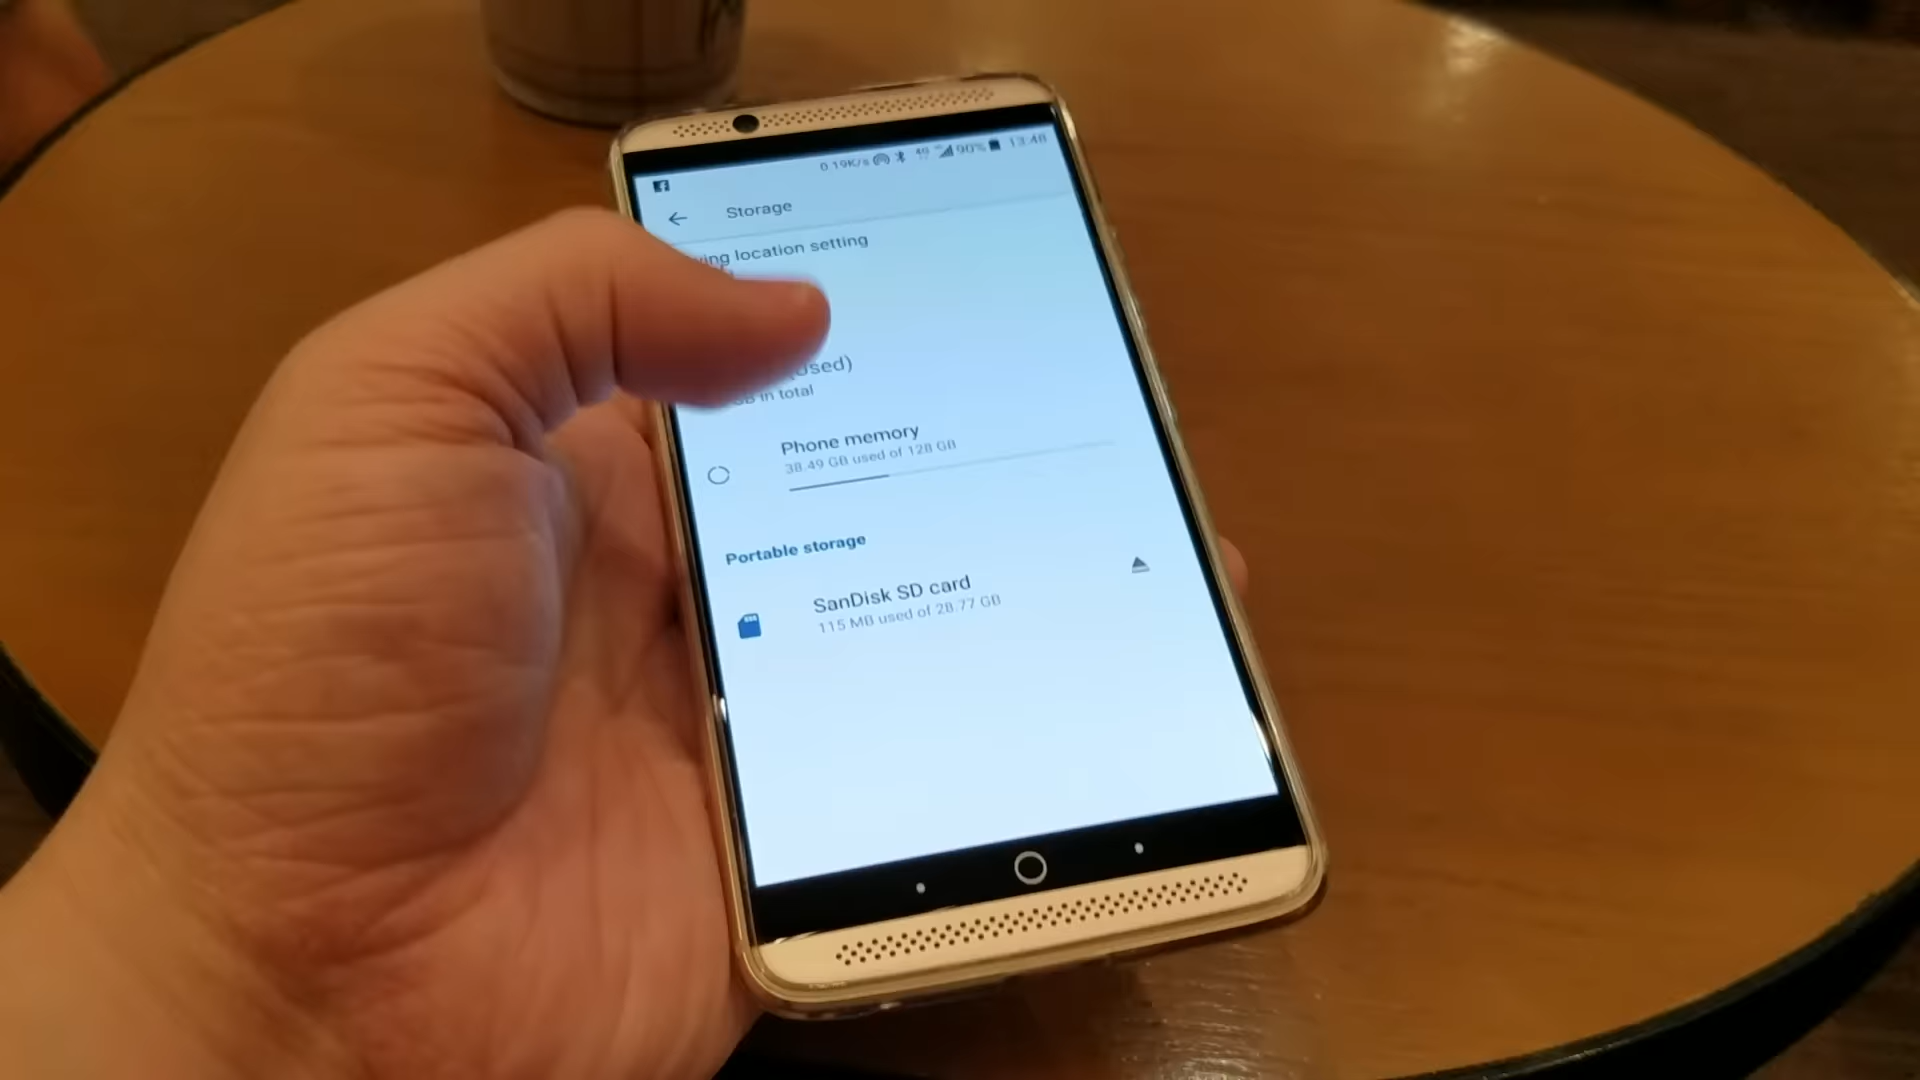 0.19K/s 4G 90% 13:48
Storage
location setting
(Used)
GB in total
Phone memory
38.49 GB used of 128 GB
Portable storage
SanDisk SD card
115 MB used of 28.77 GB